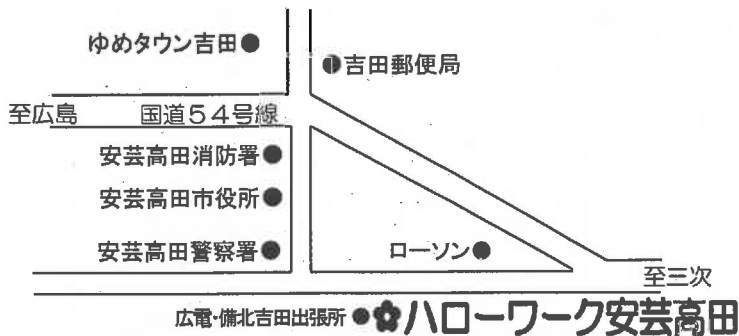 ゆめタウン吉田●
●吉田郵便局
至広島 国道54号線
安芸高田消防署●
安芸高田市役所●
安芸高田警察署●
ローソン●
至三次
広電・備北吉田出張所●
ハローワーク安芸高田